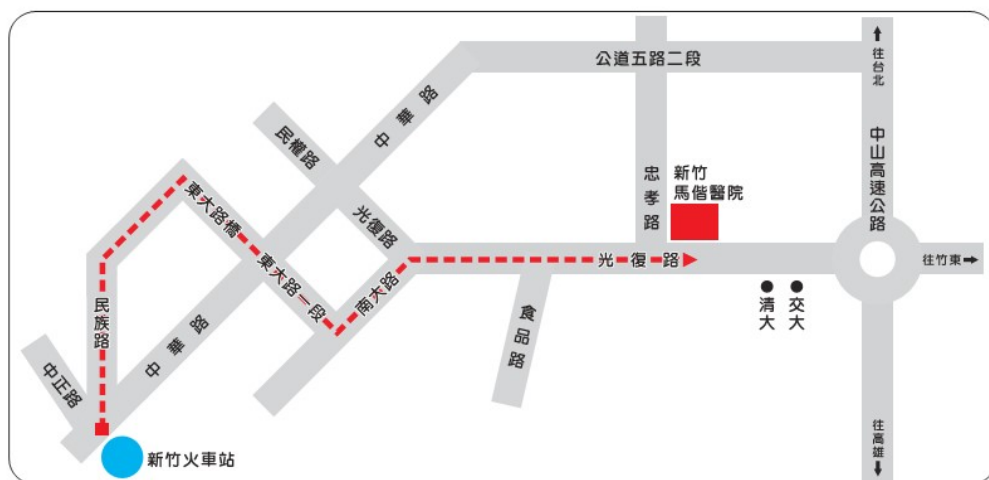 公道五路二段
往台北
中華路
民權路
中山高速公路
忠孝路
新竹
馬偕醫院
東大路橋
光復路
東大路一段
南大路
光復路
往竹東
民族路
中華路
清大
交大
食品路
中正路
新竹火車站
往高雄